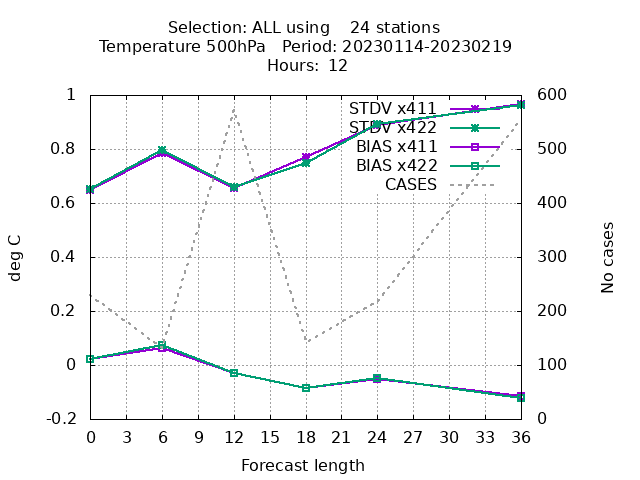 Selection: ALL using    24 stations
Temperature 500hPa   Period: 20230114-20230219
Hours:  12
1
0.8
0.6
0.4
0.2
0
-0.2
deg C
STDV x411
STDV x422
BIAS x411
BIAS x422
CASES
600
500
400
300
200
100
0
No cases
0 3 6 9 12 15 18 21 24 27 30 33 36
Forecast length